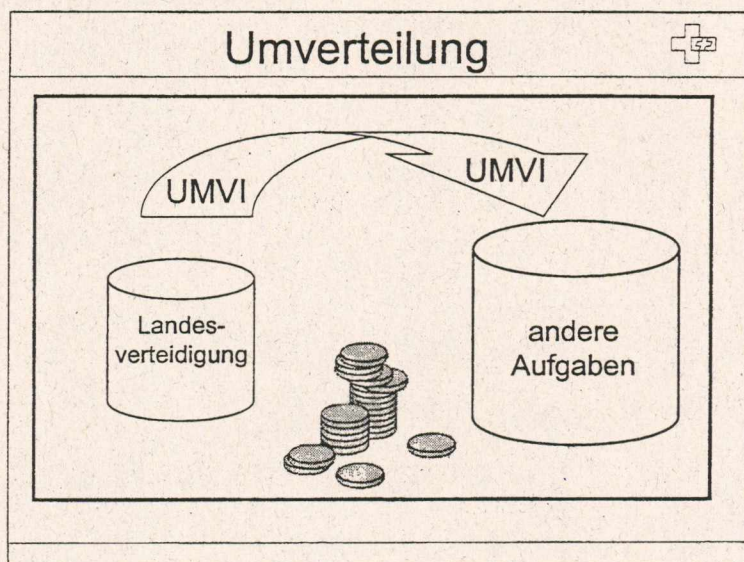 Umverteilung
UMVI
UMVI
Landes-
verteidigung
andere
Aufgaben